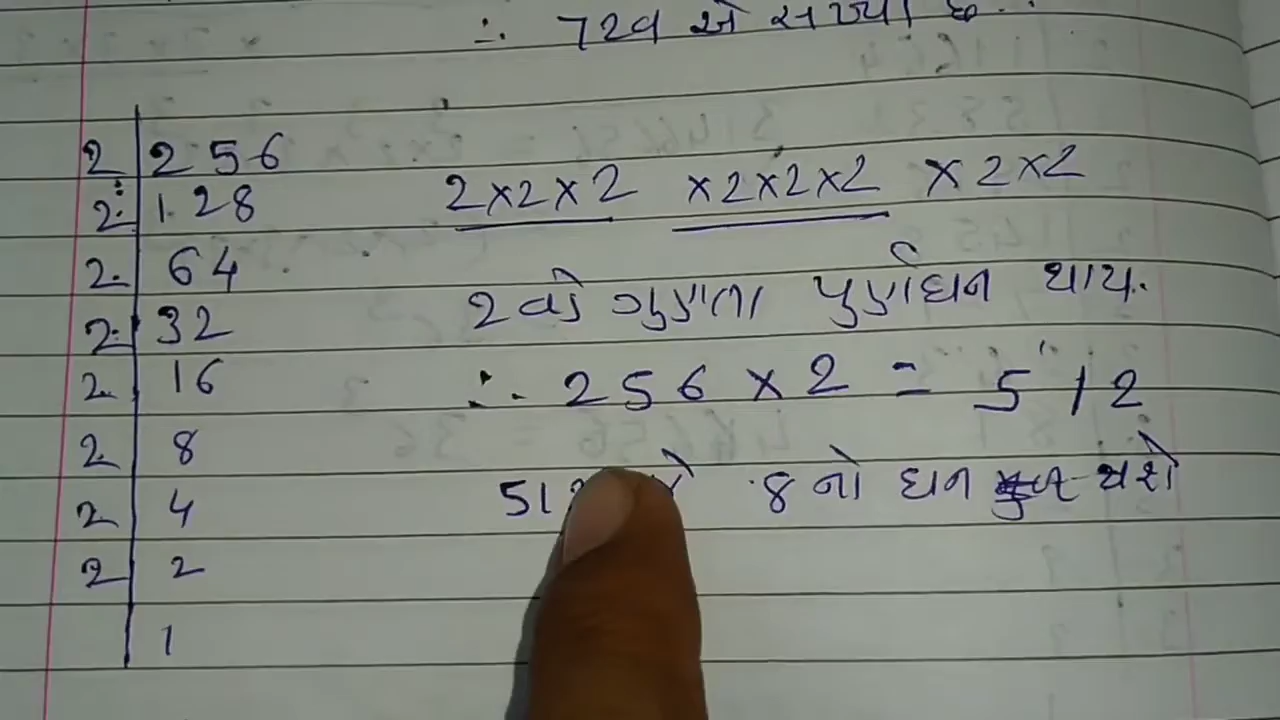 ∴ 729 એ સંખ્યા છે.
2 | 256
2 | 128
2 | 64
2 | 32
2 | 16
2 | 8
2 | 4
2 | 2
1
2×2×2 ×2×2×2 ×2×2
2 વડે ગુણતા પુર્ણઘન થાય.
∴ 256 × 2 = 512
512 8 નો ઘન થશે